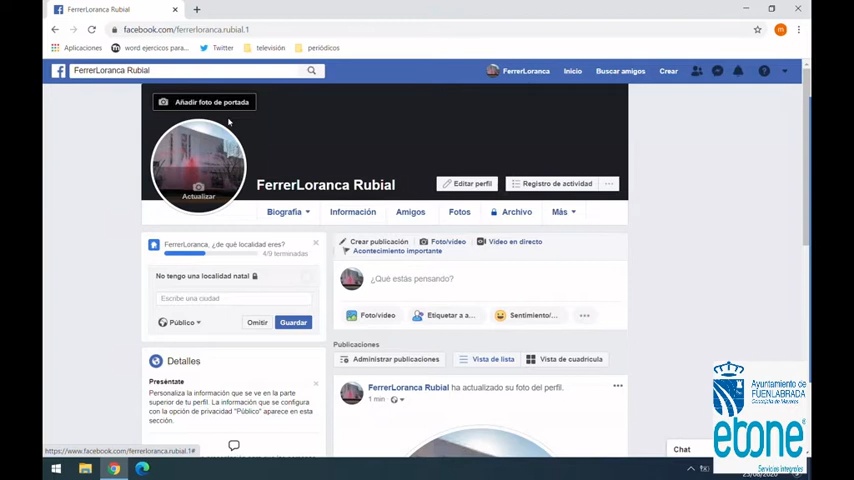 FerrerLoranca Rubial
facebook.com/ferrerloranca.rubial.1
m
Aplicaciones
word ejercicios para...
Twitter
televisión
periódicos
FerrerLoranca Rubial
FerrerLoranca
Inicio
Buscar amigos
Crear
Añadir foto de portada
Actualizar
FerrerLoranca Rubial
Editar perfil
Registro de actividad
Biografía
Información
Amigos
Fotos
Archivo
Más
FerrerLoranca, ¿de qué localidad eres?
4/9 terminadas
No tengo una localidad natal
Escribe una ciudad
Público
Omitir
Guardar
Detalles
Preséntate
Personaliza la información que se ve en la parte
superior de tu perfil. La información que se configura
con la opción de privacidad "Público" aparece en esta
sección.
Crear publicación
Foto/vídeo
Vídeo en directo
Acontecimiento importante
¿Qué estás pensando?
Foto/vídeo
Etiquetar a a...
Sentimiento/...
Publicaciones
Administrar publicaciones
Vista de lista
Vista de cuadrícula
FerrerLoranca Rubial ha actualizado su foto del perfil.
1 min
https://www.facebook.com/ferrerloranca.rubial.1#
Chat
Ayuntamiento de
FUENLABRADA
etone
Servicios integrales